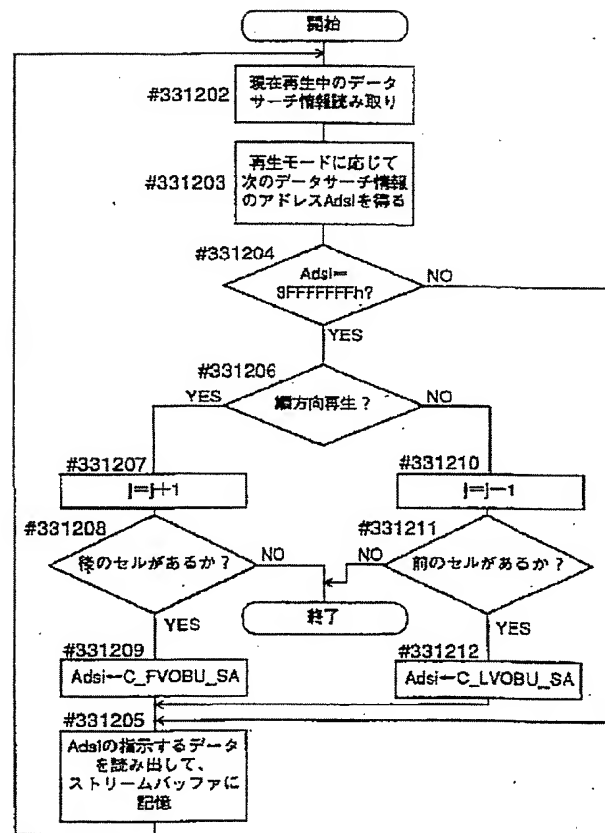 開始
#331202
現在再生中のデータ
サーチ情報読み取り
#331203
再生モードに応じて
次のデータサーチ情報
のアドレスAdsiを得る
#331204
Adsi=
3FFFFFFFh?
NO
YES
#331206
順方向再生？
YES
NO
#331207
j=j+1
#331210
j=j-1
#331208
後のセルがあるか？
NO
YES
#331211
前のセルがあるか？
NO
YES
終了
#331209
Adsi←C_FVOBU_SA
#331212
Adsi←C_LVOBU_SA
#331205
Adsiの指示するデータ
を読み出して、
ストリームバッファに
記憶